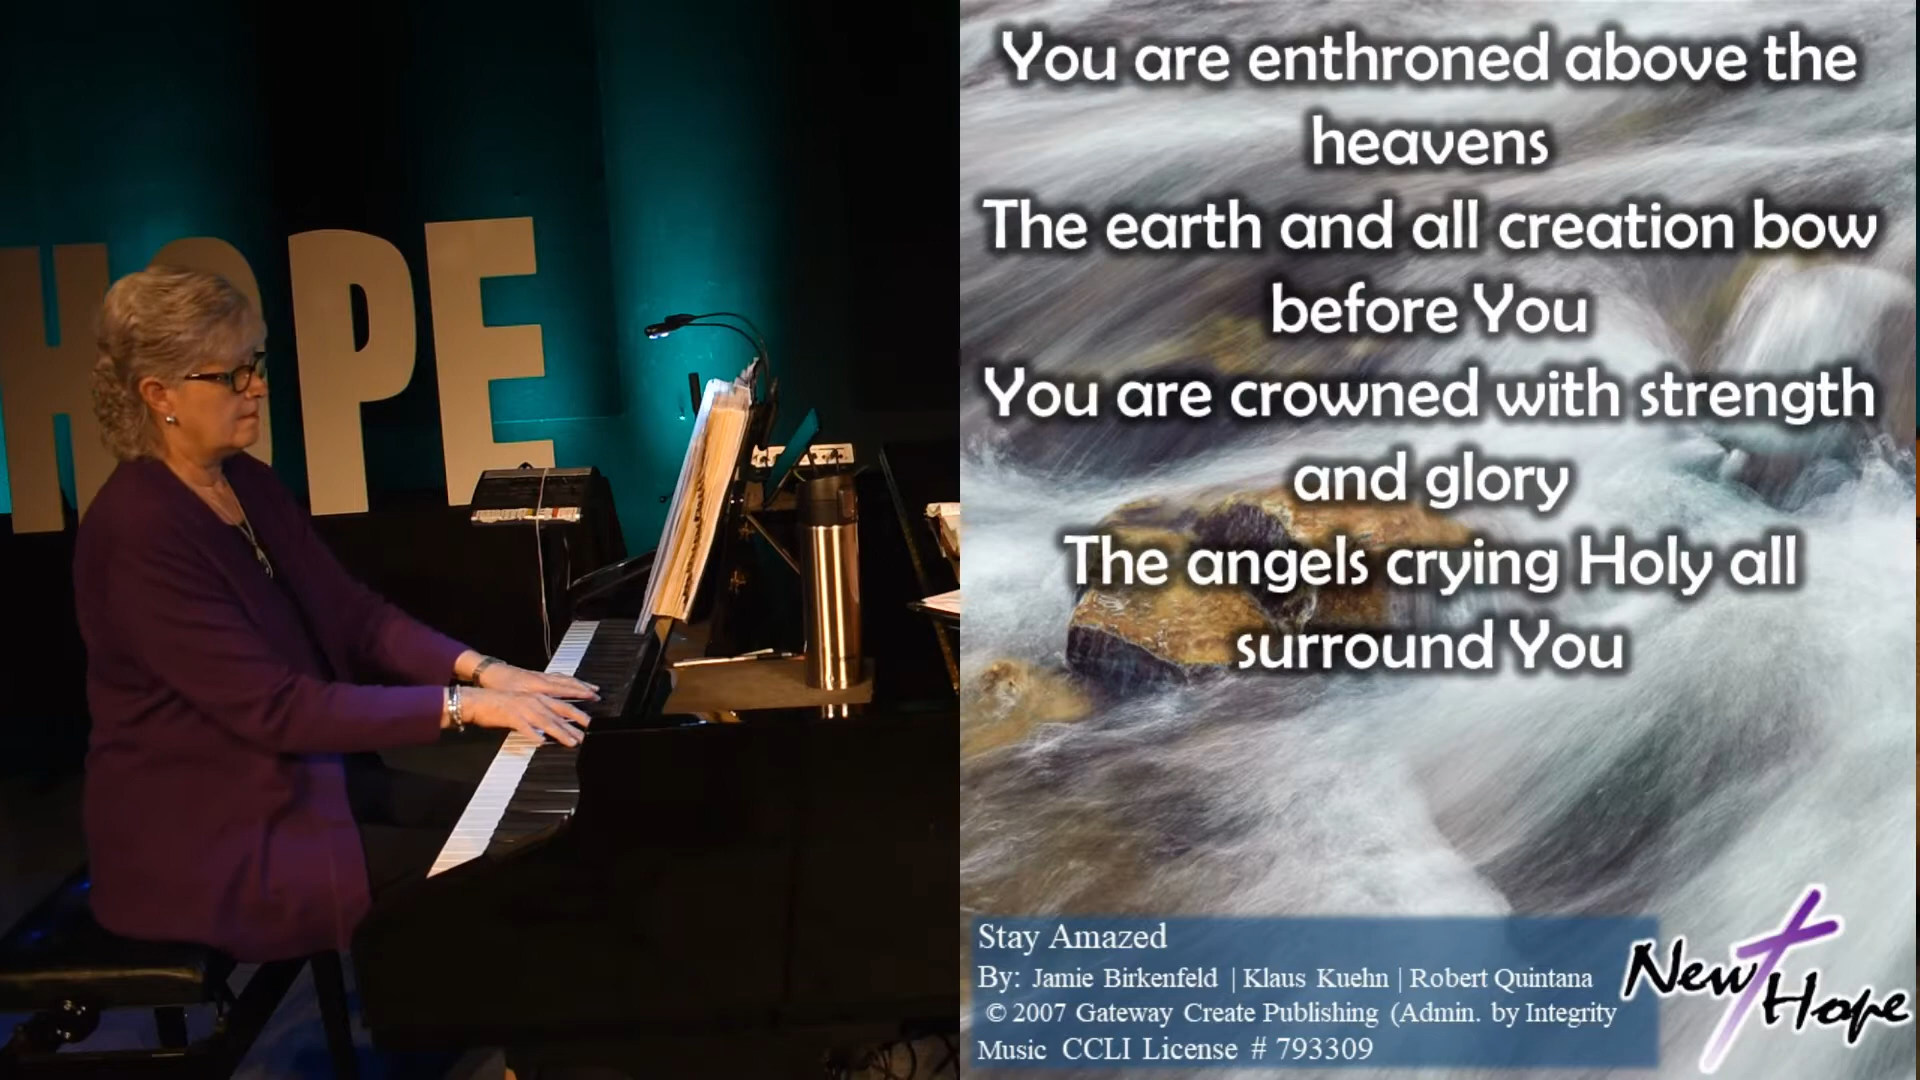 HOPE
You are enthroned above the
heavens
The earth and all creation bow
before You
You are crowned with strength
and glory
The angels crying Holy all
surround You
Stay Amazed
By: Jamie Birkenfeld | Klaus Kuehn | Robert Quintana
© 2007 Gateway Create Publishing (Admin. by Integrity
Music CCLI License # 793309
New Hope